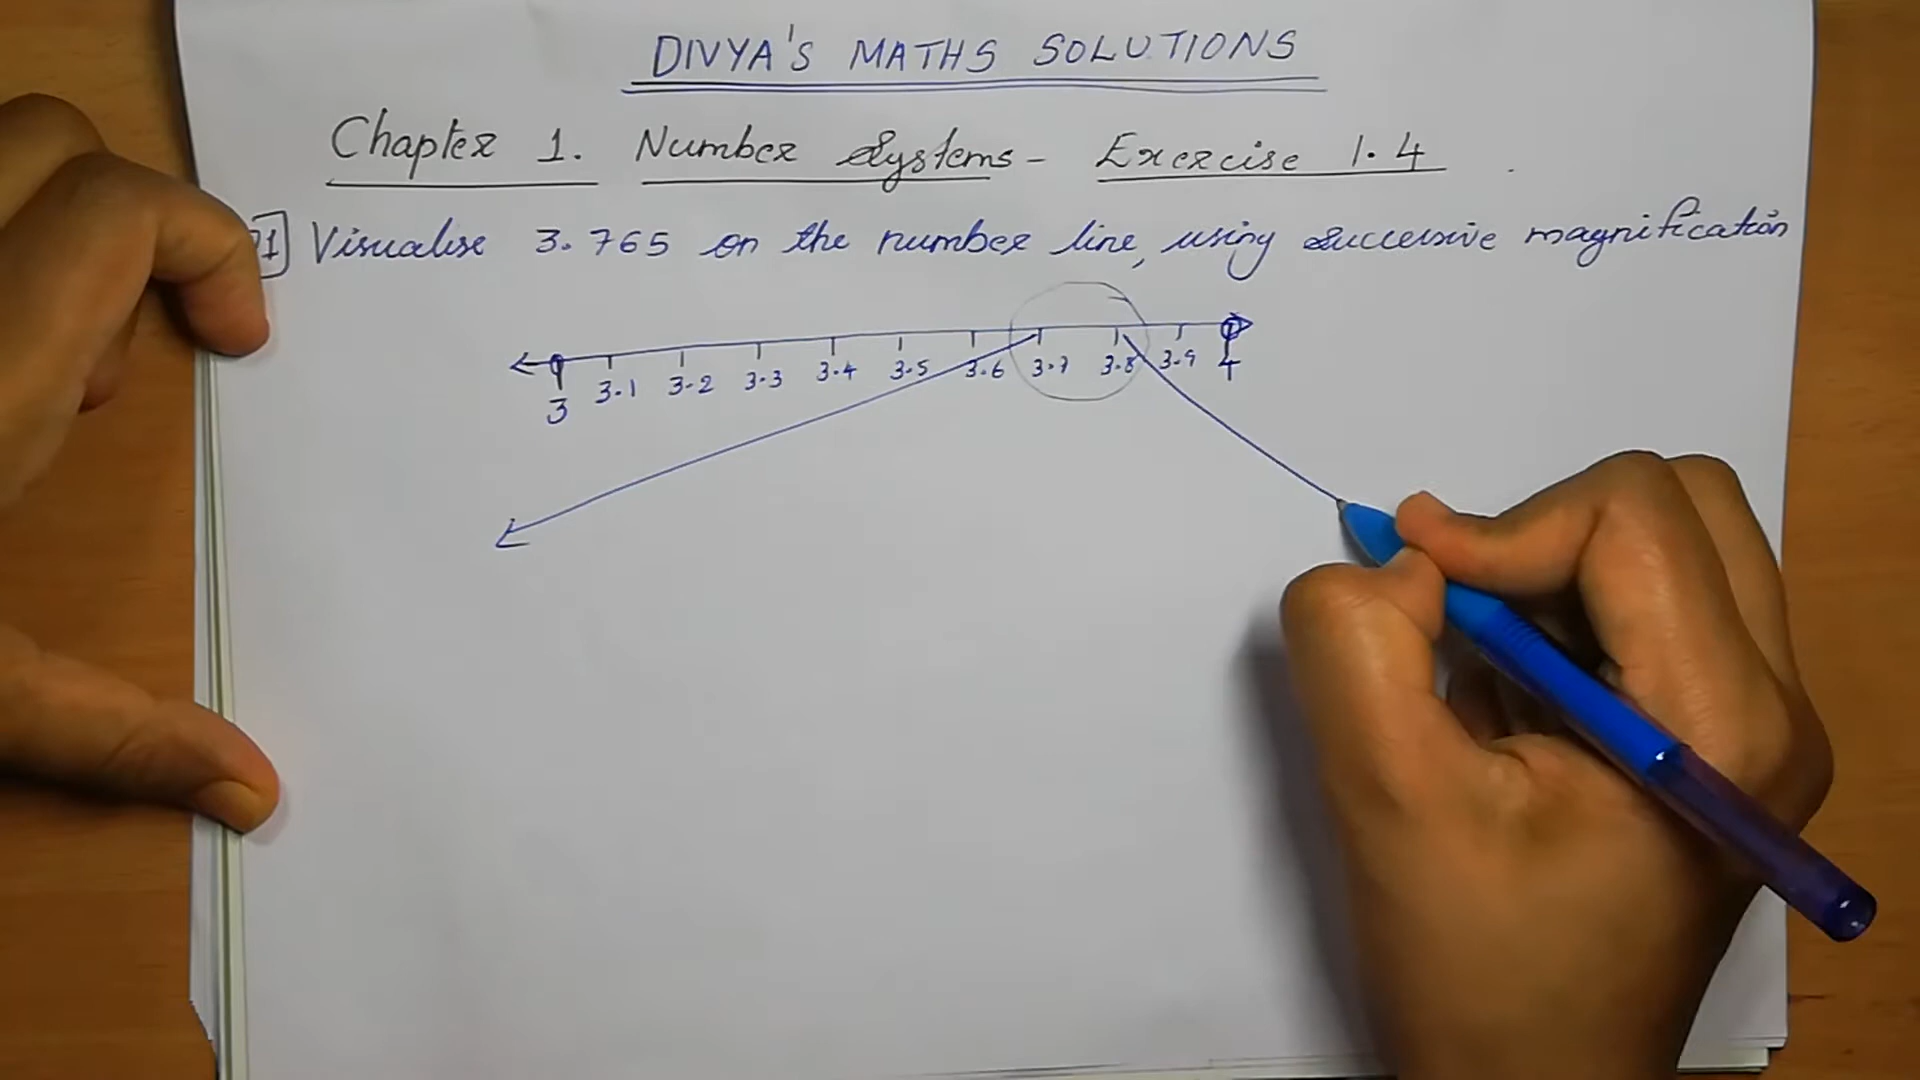 DIVYA'S MATHS SOLUTIONS
Chapter 1. Number Systems - Exercise 1.4
1] Visualise 3.765 on the number line, using successive magnification
3 3.1 3.2 3.3 3.4 3.5 3.6 3.7 3.8 3.9 4